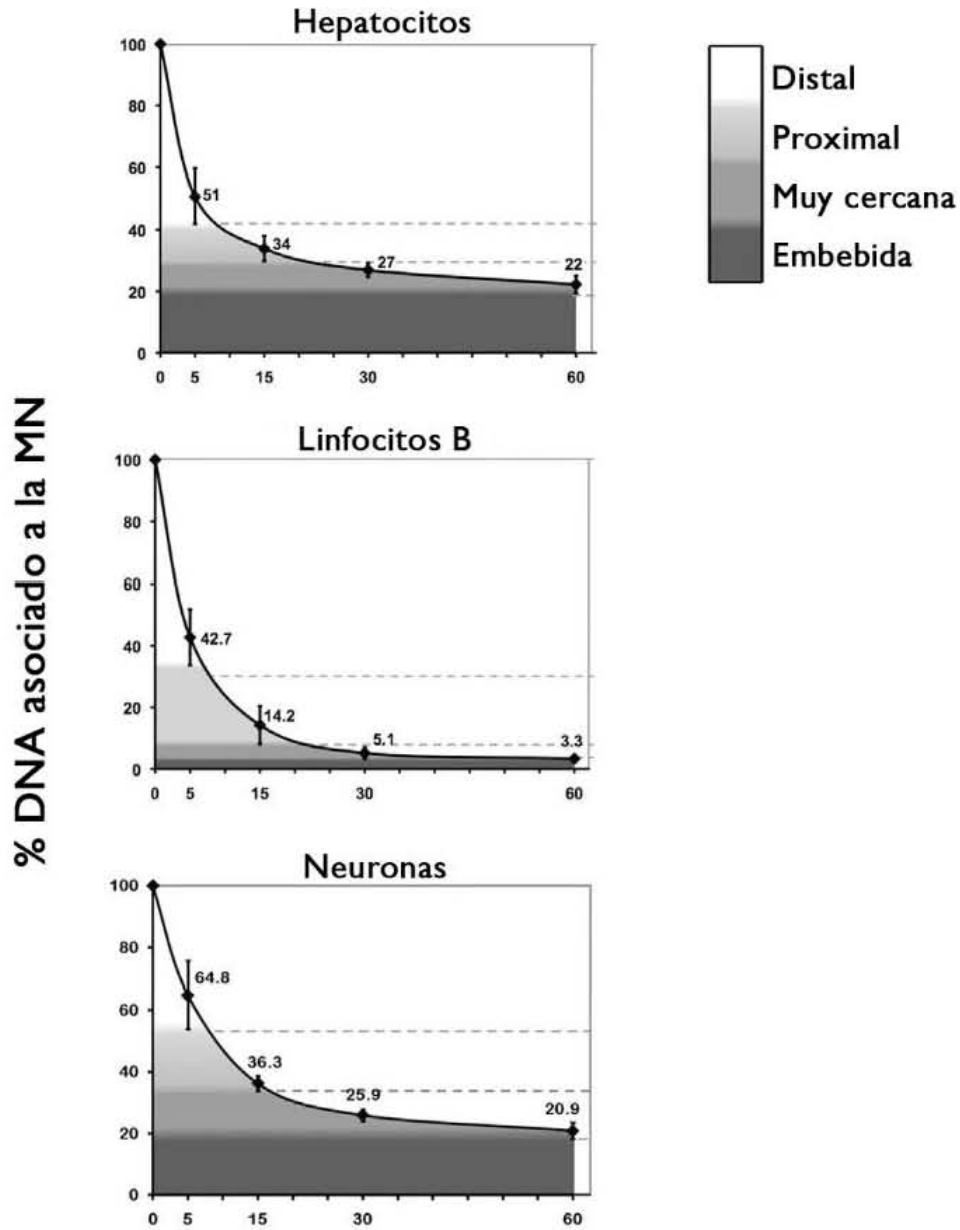 % DNA asociado a la MN
Hepatocitos
100
80
60
40
20
0
51
34
27
22
0 5 15 30 60
Distal
Proximal
Muy cercana
Embebida
Linfocitos B
100
80
60
40
20
0
42.7
14.2
5.1
3.3
0 5 15 30 60
Neuronas
100
80
60
40
20
0
64.8
36.3
25.9
20.9
0 5 15 30 60